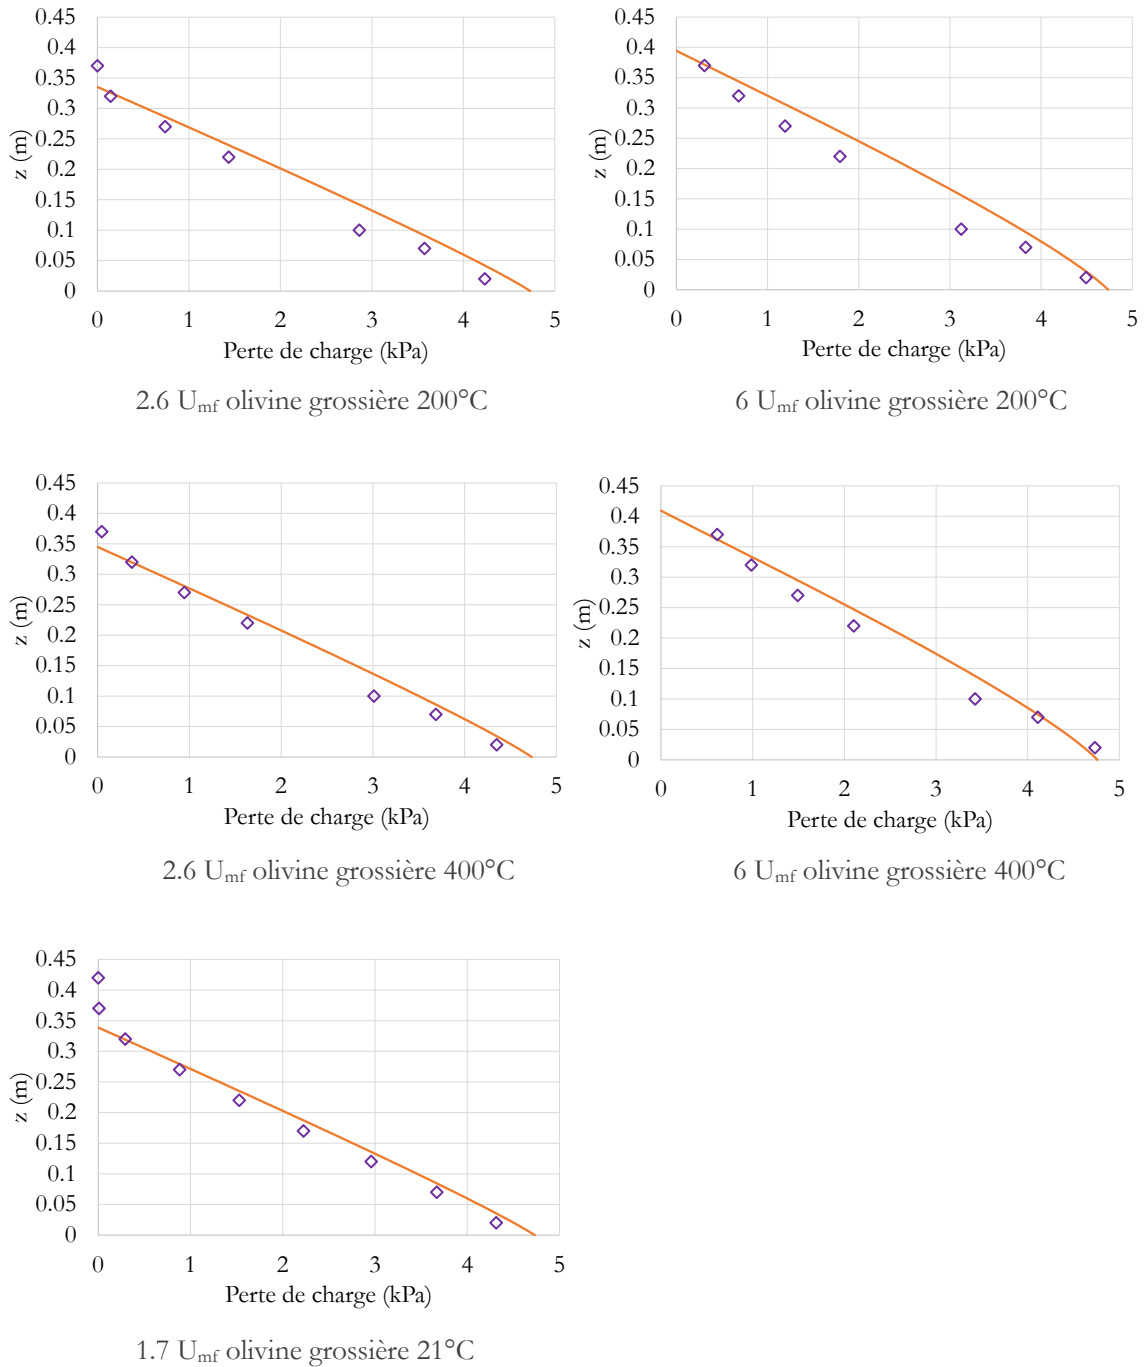 0.45
0.4
0.35
0.3
0.25
0.2
0.15
0.1
0.05
0
z (m)
0 1 2 3 4 5
Perte de charge (kPa)
2.6 Umf olivine grossière 200°C
0.45
0.4
0.35
0.3
0.25
0.2
0.15
0.1
0.05
0
z (m)
0 1 2 3 4 5
Perte de charge (kPa)
6 Umf olivine grossière 200°C
0.45
0.4
0.35
0.3
0.25
0.2
0.15
0.1
0.05
0
z (m)
0 1 2 3 4 5
Perte de charge (kPa)
2.6 Umf olivine grossière 400°C
0.45
0.4
0.35
0.3
0.25
0.2
0.15
0.1
0.05
0
z (m)
0 1 2 3 4 5
Perte de charge (kPa)
6 Umf olivine grossière 400°C
0.45
0.4
0.35
0.3
0.25
0.2
0.15
0.1
0.05
0
z (m)
0 1 2 3 4 5
Perte de charge (kPa)
1.7 Umf olivine grossière 21°C